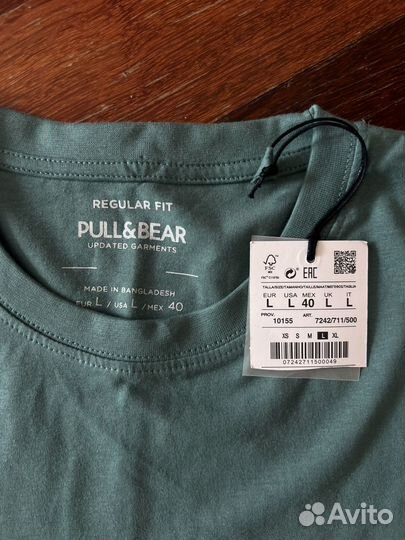 REGULAR FIT
PULL&BEAR
UPDATED GARMENTS
MADE IN BANGLADESH
EUR L / USA L / MEX 40
FSC
EAC
EUR USA MEX UK IT
L L 40 L L
PROV. ART.
10155 7242/711/500
XS S M L XL
07242711500049
Avito